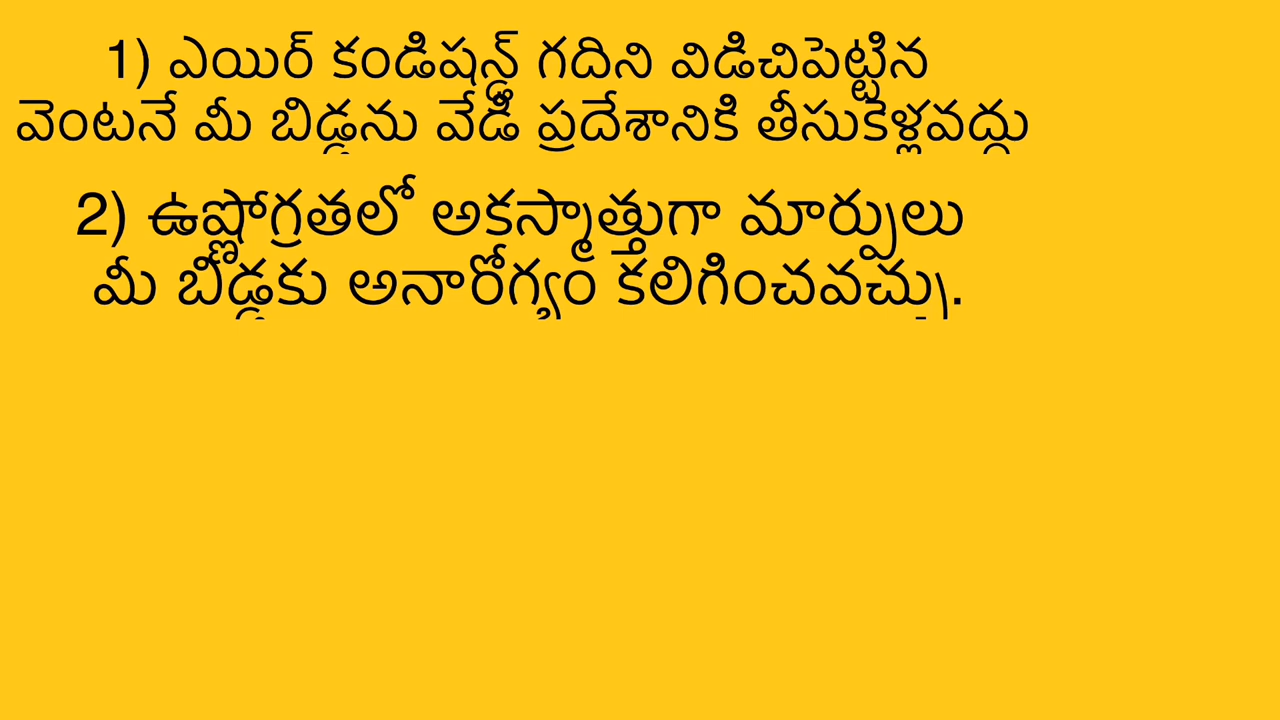 1) ఎయిర్ కండిషన్డ్ గదిని విడిచిపెట్టిన
వెంటనే మీ బిడ్డను వేడి ప్రదేశానికి తీసుకెళ్లవద్దు
2) ఉష్ణోగ్రతలో అకస్మాత్తుగా మార్పులు
మీ బిడ్డకు అనారోగ్యం కలిగించవచ్చు.